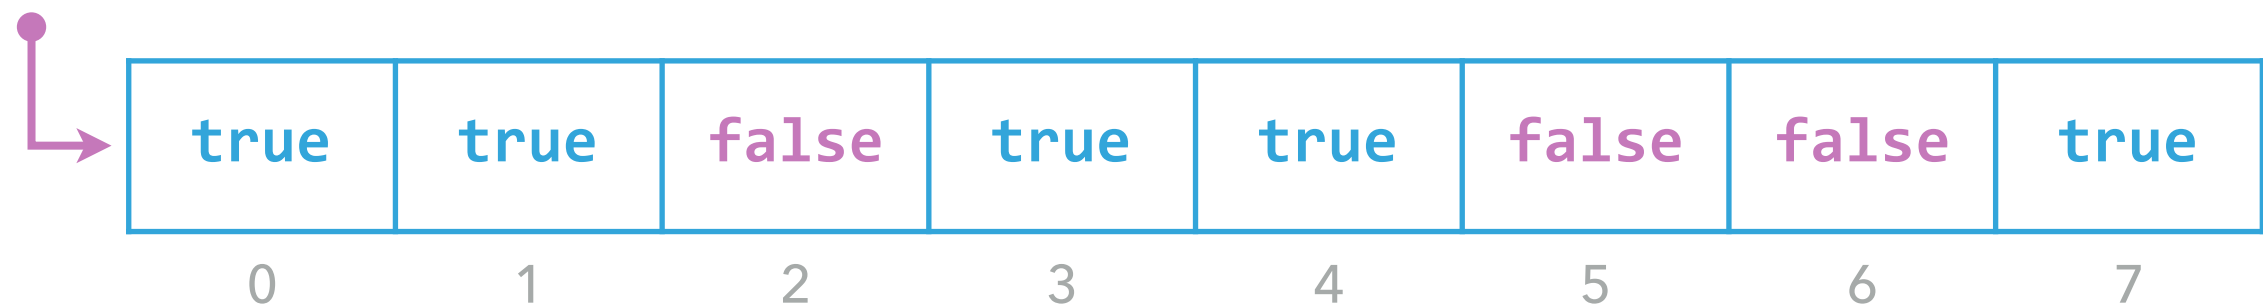 true true false true true false false true
0 1 2 3 4 5 6 7